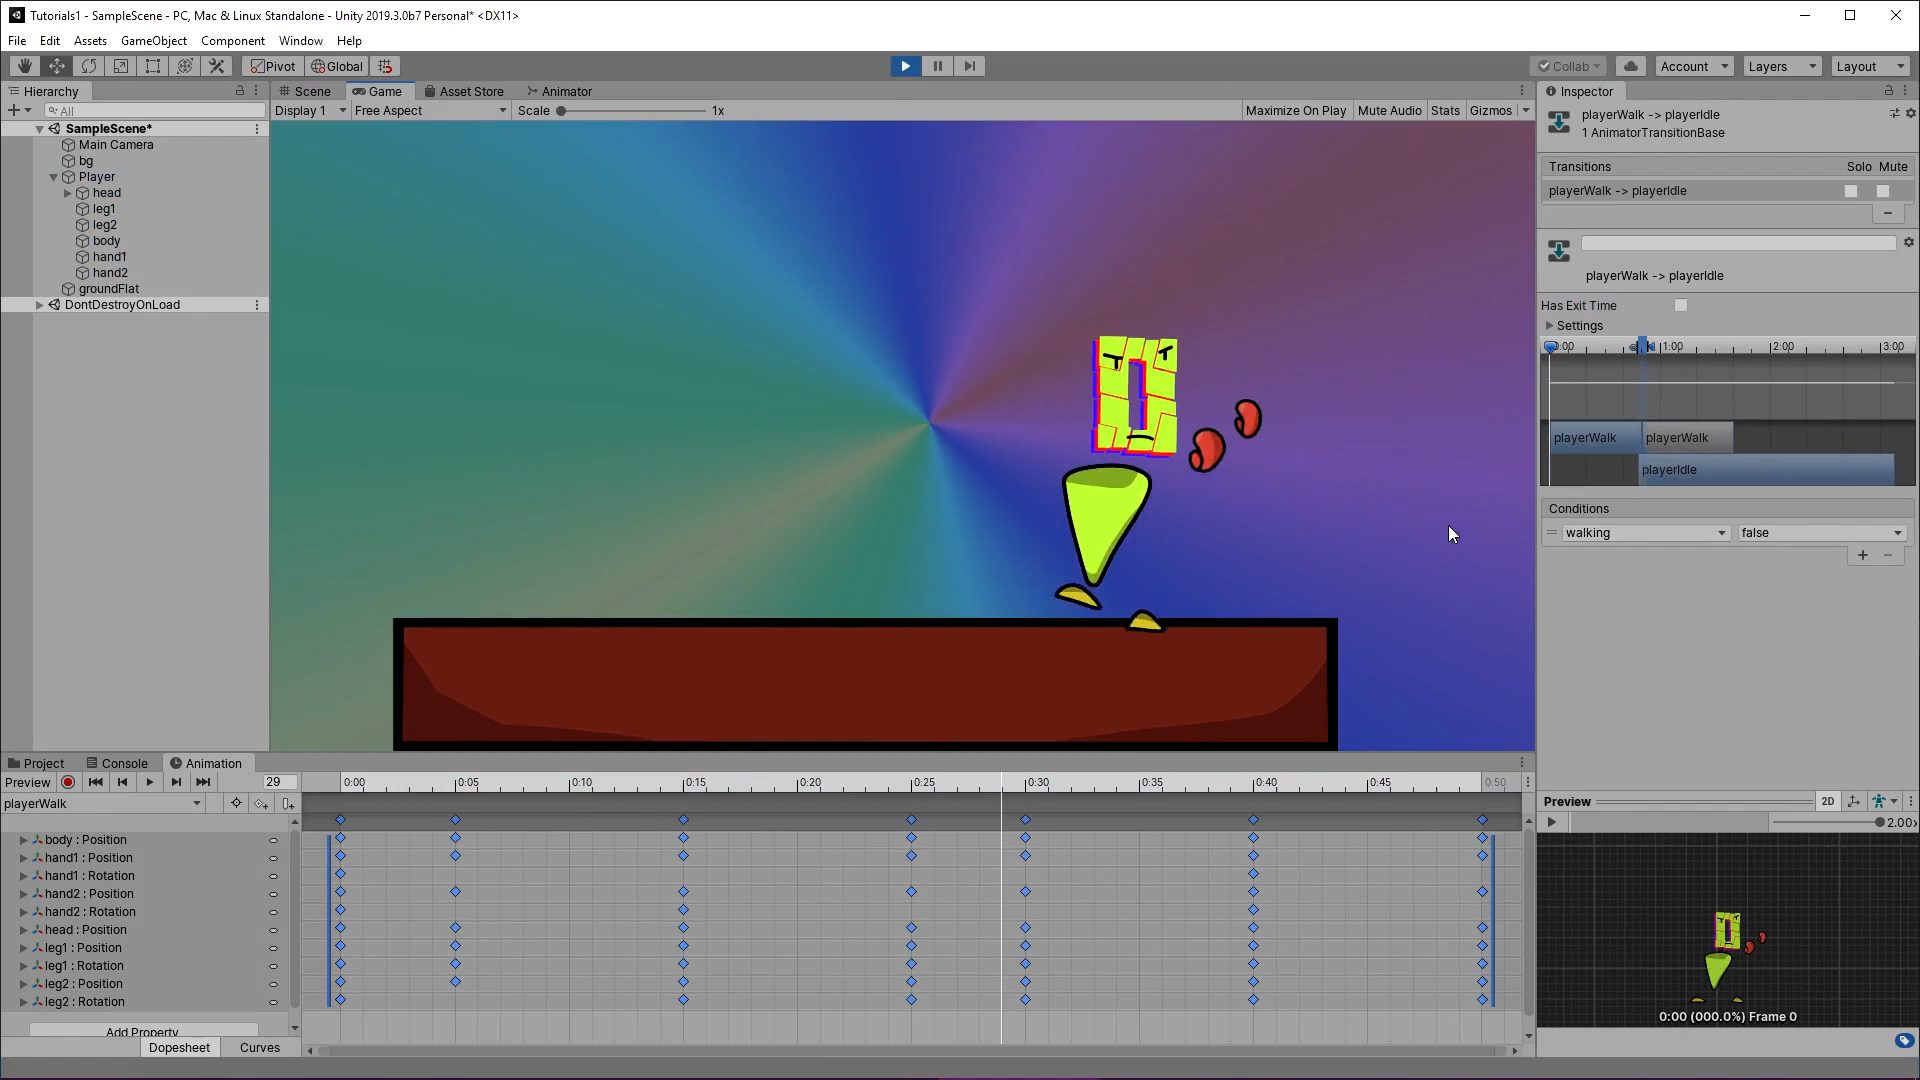 Tutorials1 - SampleScene - PC, Mac & Linux Standalone - Unity 2019.3.0b7 Personal* <DX11>
File Edit Assets GameObject Component Window Help
Pivot Global Collab Account Layers Layout
Hierarchy
All
SampleScene*
Main Camera
bg
Player
head
leg1
leg2
body
hand1
hand2
groundFlat
DontDestroyOnLoad
Scene Game Asset Store Animator
Display 1 Free Aspect Scale 1x Maximize On Play Mute Audio Stats Gizmos
Inspector
playerWalk -> playerIdle
1 AnimatorTransitionBase
Transitions Solo Mute
playerWalk -> playerIdle
playerWalk -> playerIdle
Has Exit Time
Settings
0:00 1:00 2:00 3:00
playerWalk playerWalk
playerIdle
Conditions
walking false
Project Console Animation
Preview 29 0:00 0:05 0:10 0:15 0:20 0:25 0:30 0:35 0:40 0:45 0:50
playerWalk
body : Position
hand1 : Position
hand1 : Rotation
hand2 : Position
hand2 : Rotation
head : Position
leg1 : Position
leg1 : Rotation
leg2 : Position
leg2 : Rotation
Add Property
Dopesheet Curves
Preview 2D
2.00x
0:00 (000.0%) Frame 0